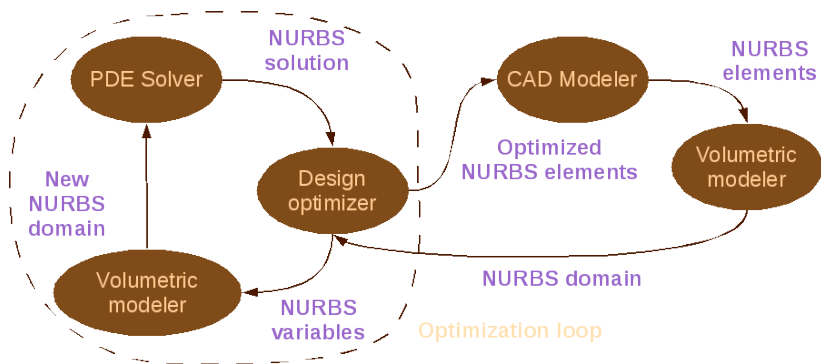 NURBS
solution
PDE Solver
CAD Modeler
NURBS
elements
Optimized
NURBS elements
Volumetric
modeler
New
NURBS
domain
Design
optimizer
Volumetric
modeler
NURBS
variables
NURBS domain
Optimization loop